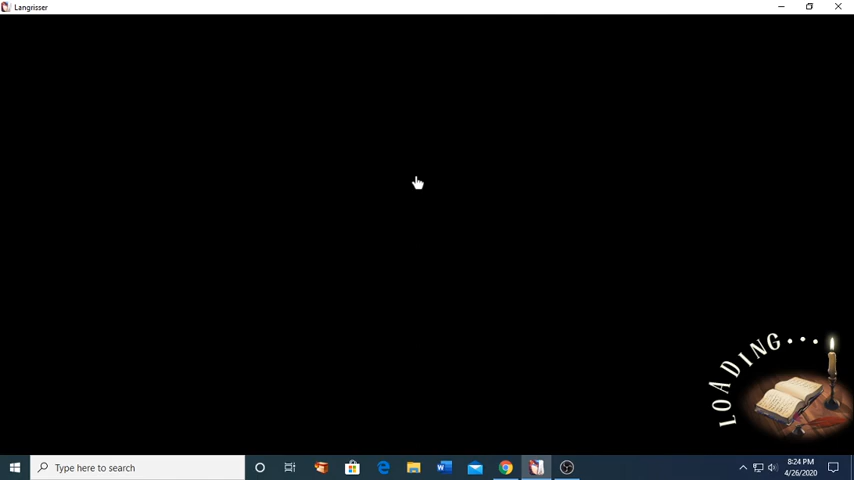 Langrisser
LOADING...
Type here to search
8:24 PM
4/26/2020